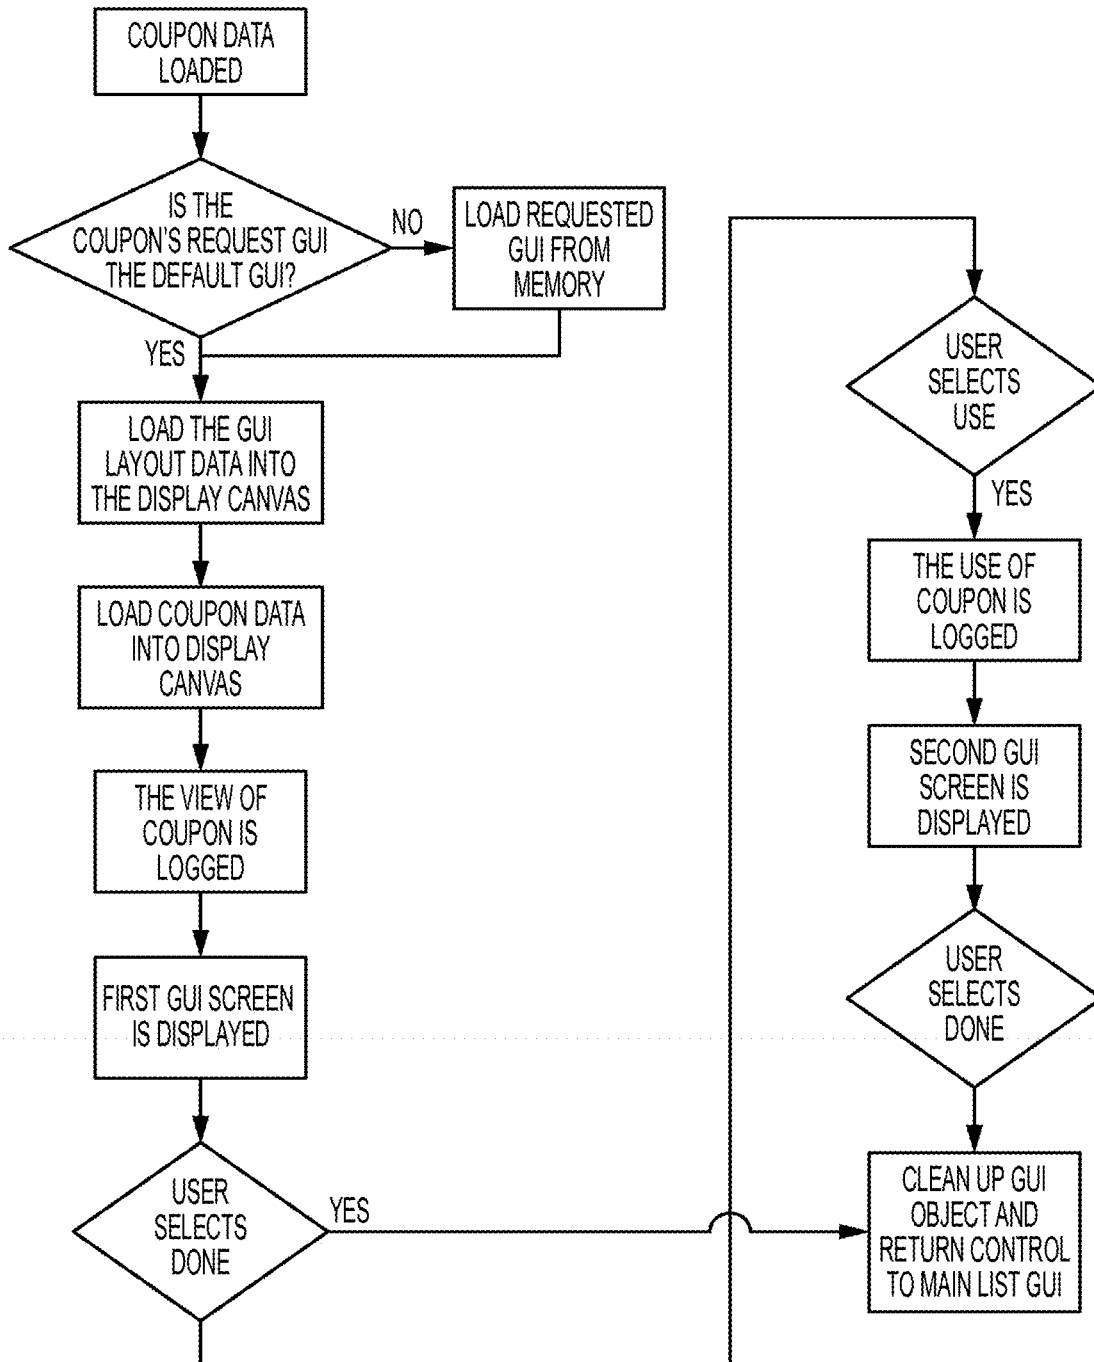 COUPON DATA
LOADED
IS THE
COUPON'S REQUEST GUI
THE DEFAULT GUI?
NO
LOAD REQUESTED
GUI FROM
MEMORY
YES
LOAD THE GUI
LAYOUT DATA INTO
THE DISPLAY CANVAS
LOAD COUPON DATA
INTO DISPLAY
CANVAS
THE VIEW OF
COUPON IS
LOGGED
FIRST GUI SCREEN
IS DISPLAYED
USER
SELECTS
DONE
YES
USER
SELECTS
USE
YES
THE USE OF
COUPON IS
LOGGED
SECOND GUI
SCREEN IS
DISPLAYED
USER
SELECTS
DONE
CLEAN UP GUI
OBJECT AND
RETURN CONTROL
TO MAIN LIST GUI